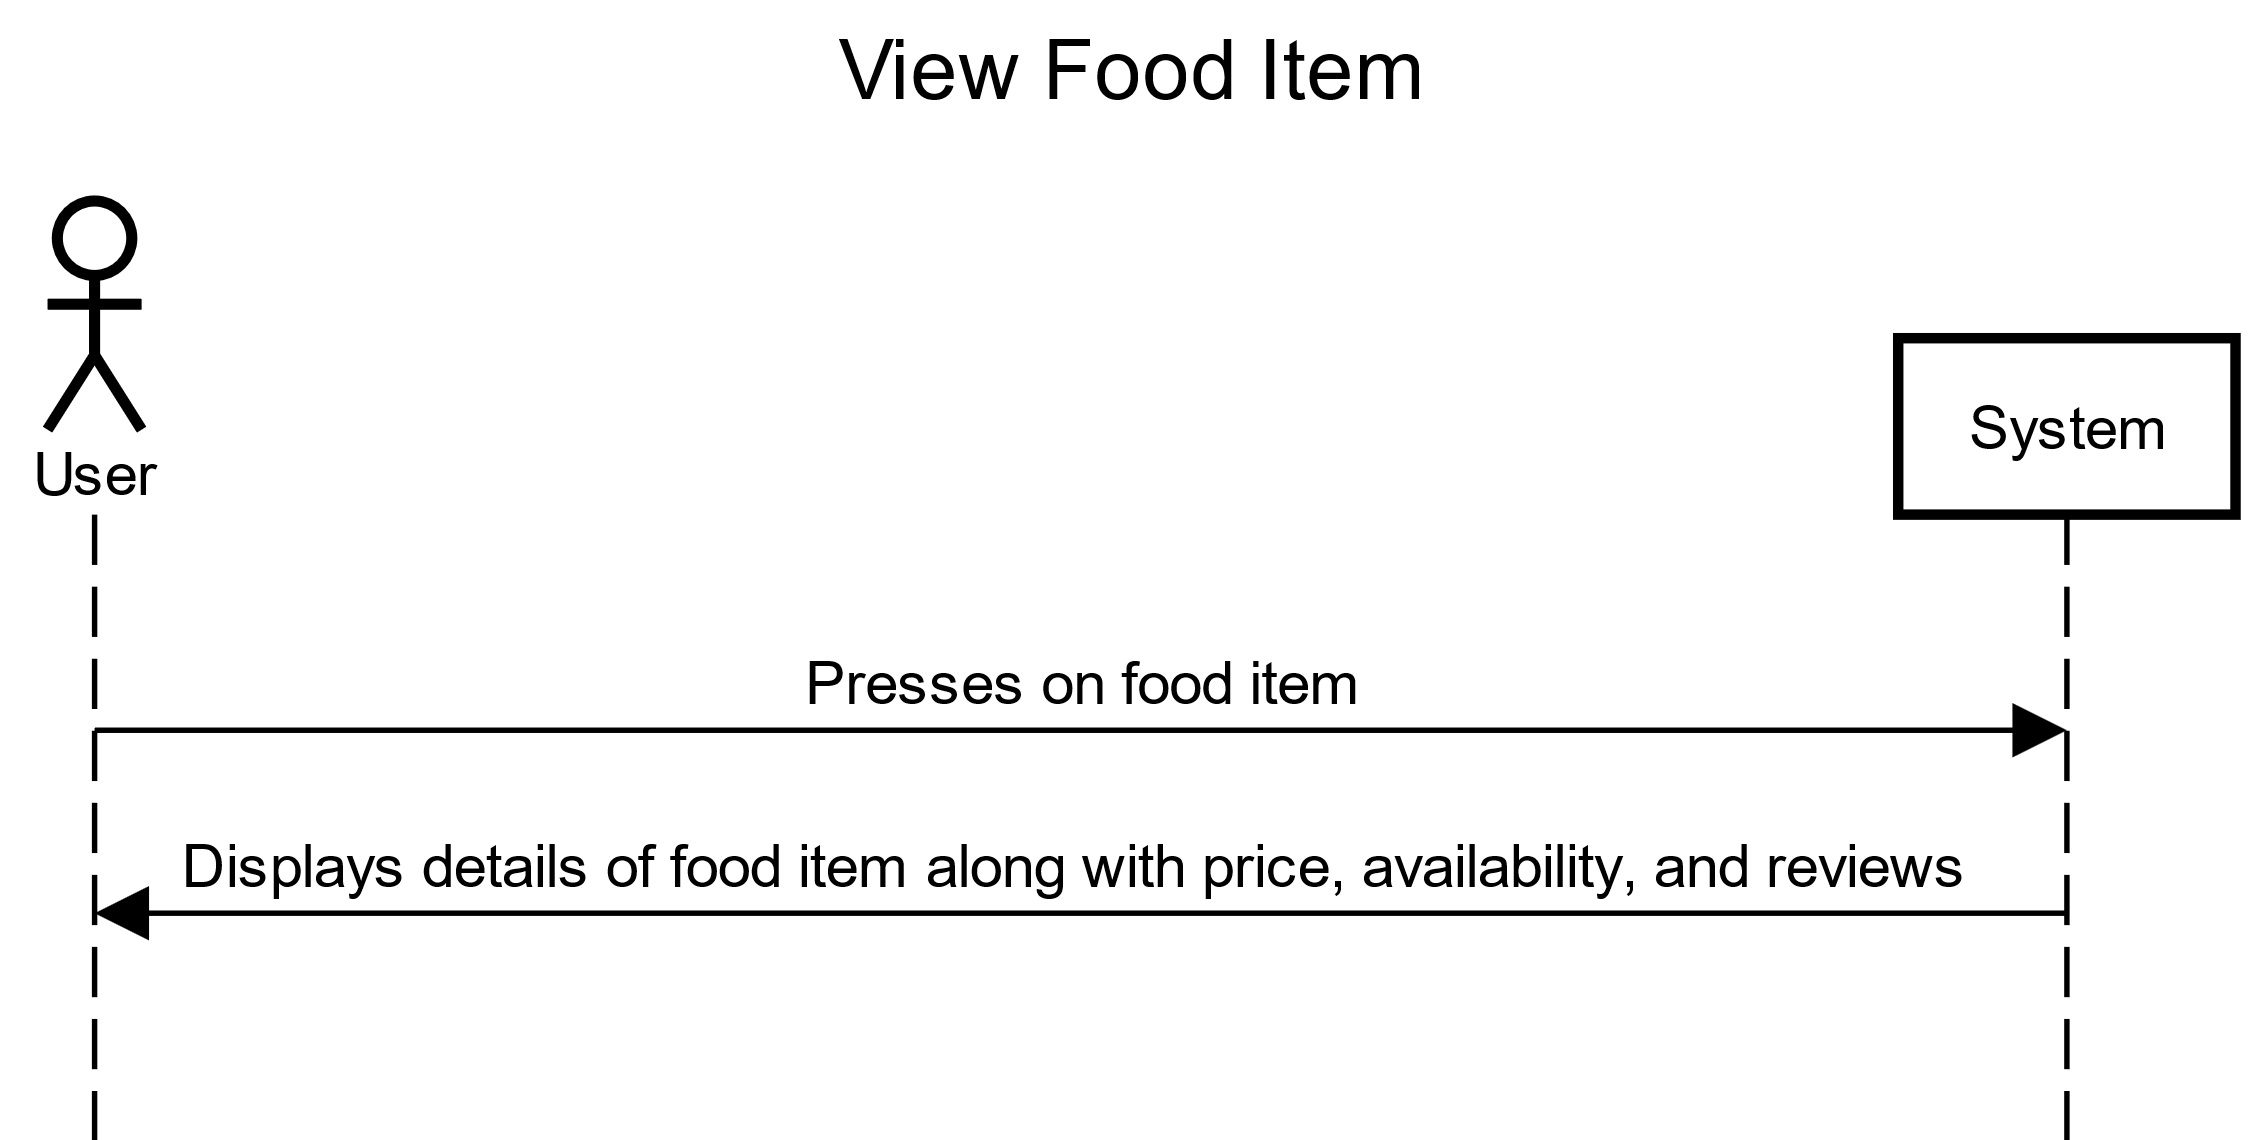 View Food Item
User
System
Presses on food item
Displays details of food item along with price, availability, and reviews